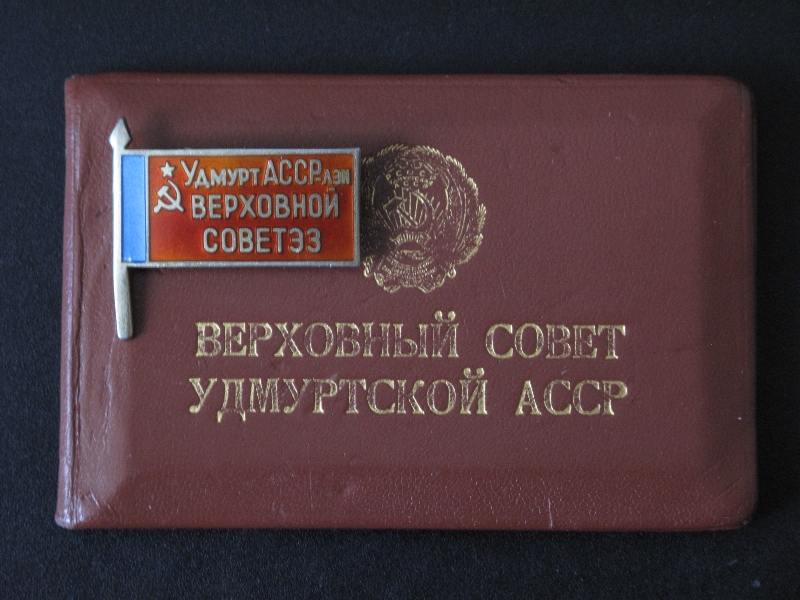 Удмурт АССР-лэн
ВЕРХОВНОЙ
СОВЕТЭЗ
ВЕРХОВНЫЙ СОВЕТ
УДМУРТСКОЙ АССР